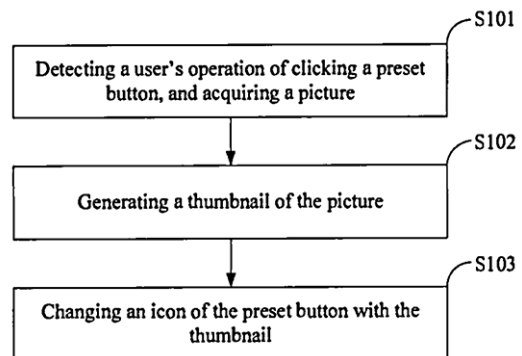 S101
Detecting a user's operation of clicking a preset
button, and acquiring a picture
S102
Generating a thumbnail of the picture
S103
Changing an icon of the preset button with the
thumbnail